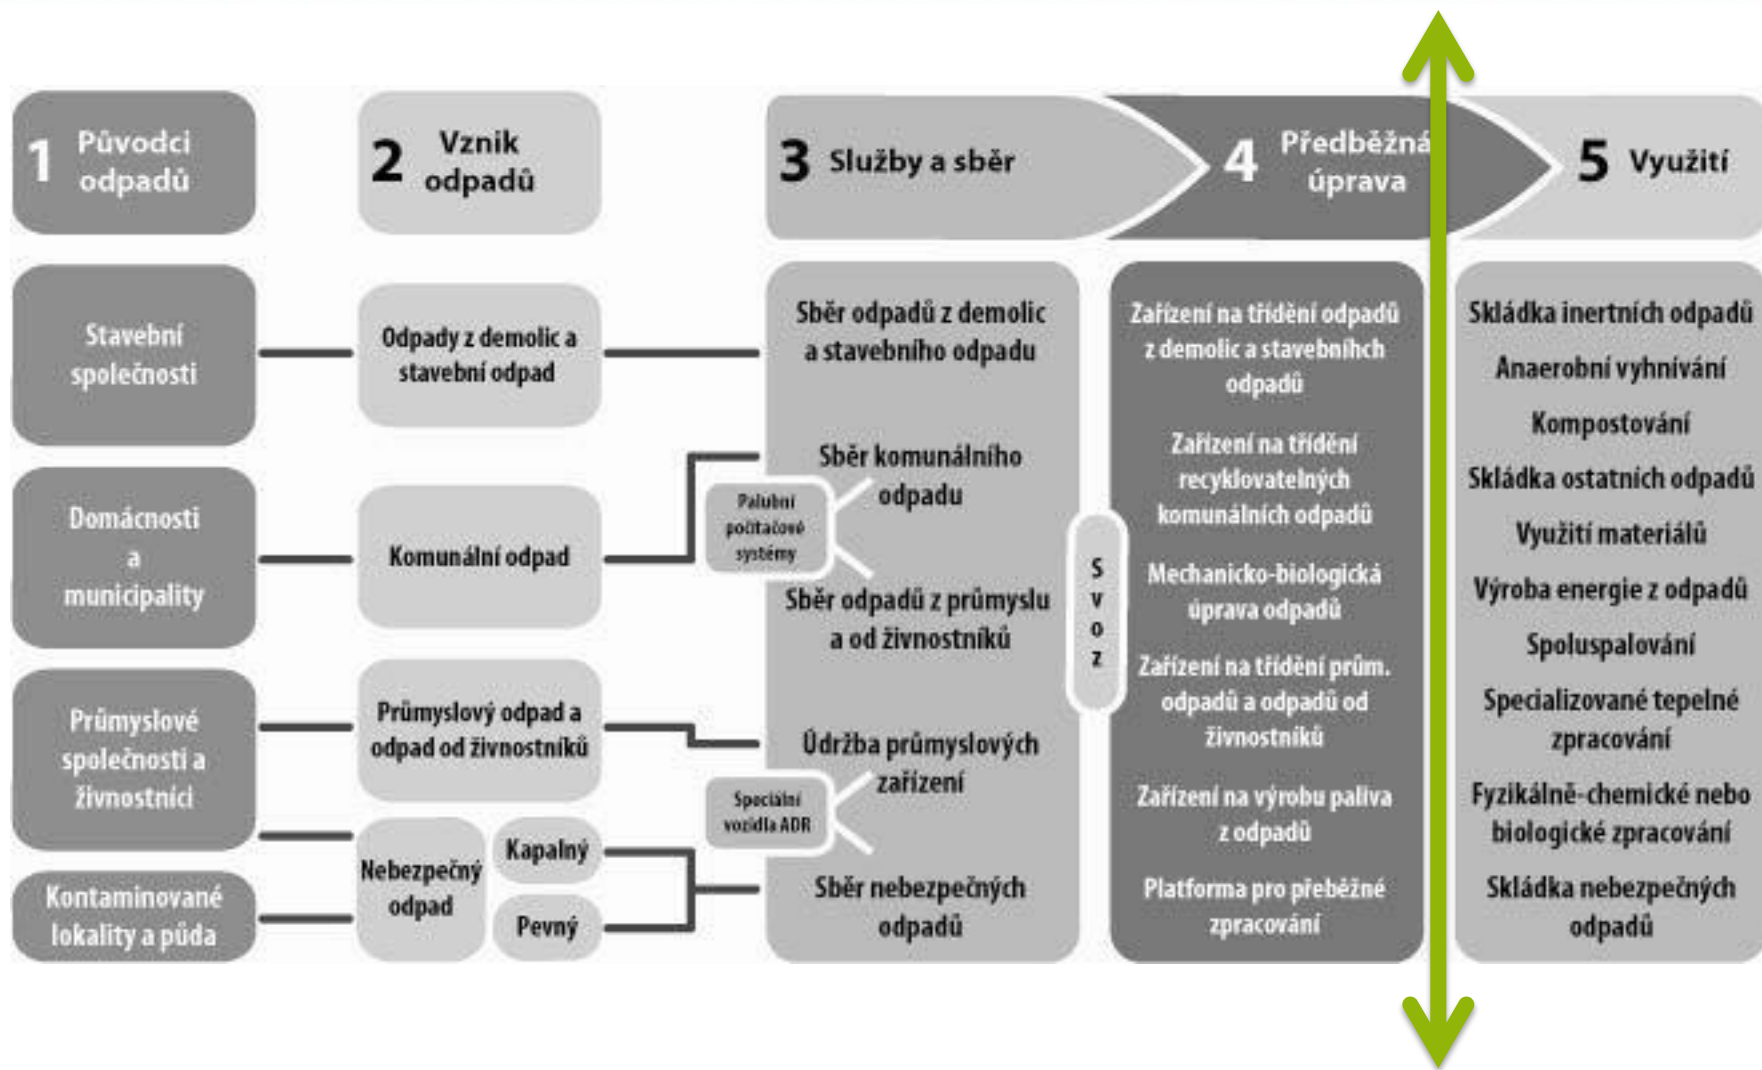 1 Původci
odpadů
2 Vznik
odpadů
3 Služby a sběr
4 Předběžná
úprava
5 Využití
Stavební
společnosti
Domácnosti
a
municipality
Průmyslové
společnosti a
živnostníci
Kontaminované
lokality a půda
Odpady z demolic a
stavební odpad
Komunální odpad
Průmyslový odpad a
odpad od živnostníků
Nebezpečný
odpad
Kapalný
Pevný
Sběr odpadů z demolic
a stavebního odpadu
Sběr komunálního
odpadu
Palubní
počítačové
systémy
Sběr odpadů z průmyslu
a od živnostníků
Údržba průmyslových
zařízení
Speciální
vozidla ADR
Sběr nebezpečných
odpadů
S
v
o
z
Zařízení na třídění odpadů
z demolic a stavebníhch
odpadů
Zařízení na třídění
recyklovatelných
komunálních odpadů
Mechanicko-biologická
úprava odpadů
Zařízení na třídění prům.
odpadů a odpadů od
živnostníků
Zařízení na výrobu paliva
z odpadů
Platforma pro přeběžné
zpracování
Skládka inertních odpadů
Anaerobní vyhnívání
Kompostování
Skládka ostatních odpadů
Využití materiálů
Výroba energie z odpadů
Spoluspalování
Specializované tepelné
zpracování
Fyzikálně-chemické nebo
biologické zpracování
Skládka nebezpečných
odpadů